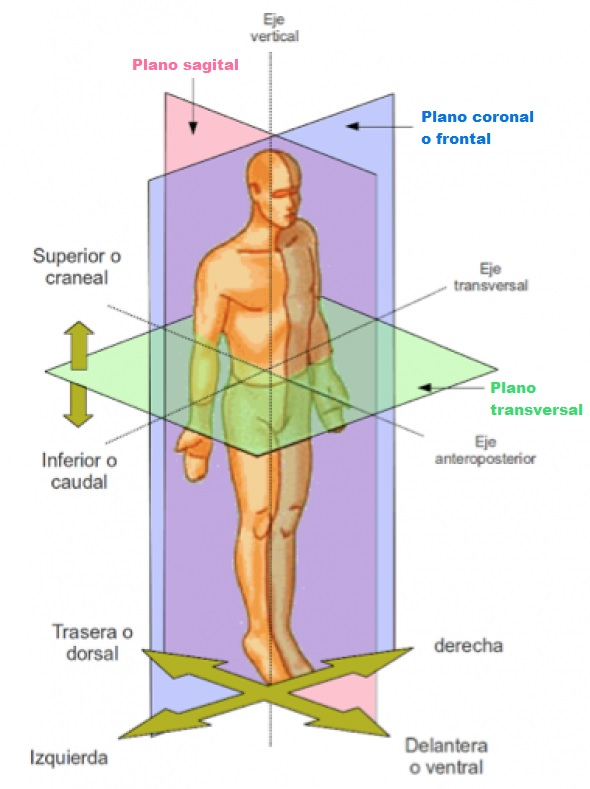 Eje
vertical
Plano sagital
Plano coronal
o frontal
Superior o
craneal
Eje
transversal
Plano
transversal
Inferior o
caudal
Eje
anteroposterior
Trasera o
dorsal
derecha
Izquierda
Delantera
o ventral